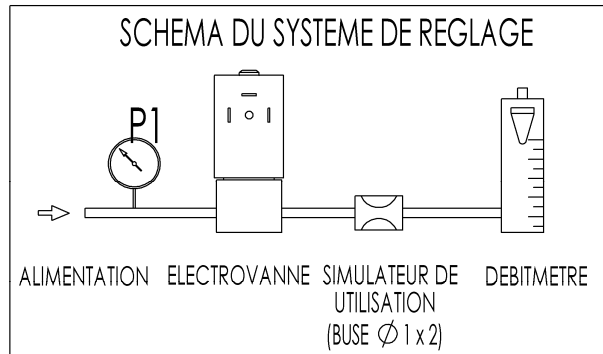 SCHEMA DU SYSTEME DE REGLAGE
P1
ALIMENTATION ELECTROVANNE SIMULATEUR DE UTILISATION (BUSE Ø 1 x 2) DEBITMETRE